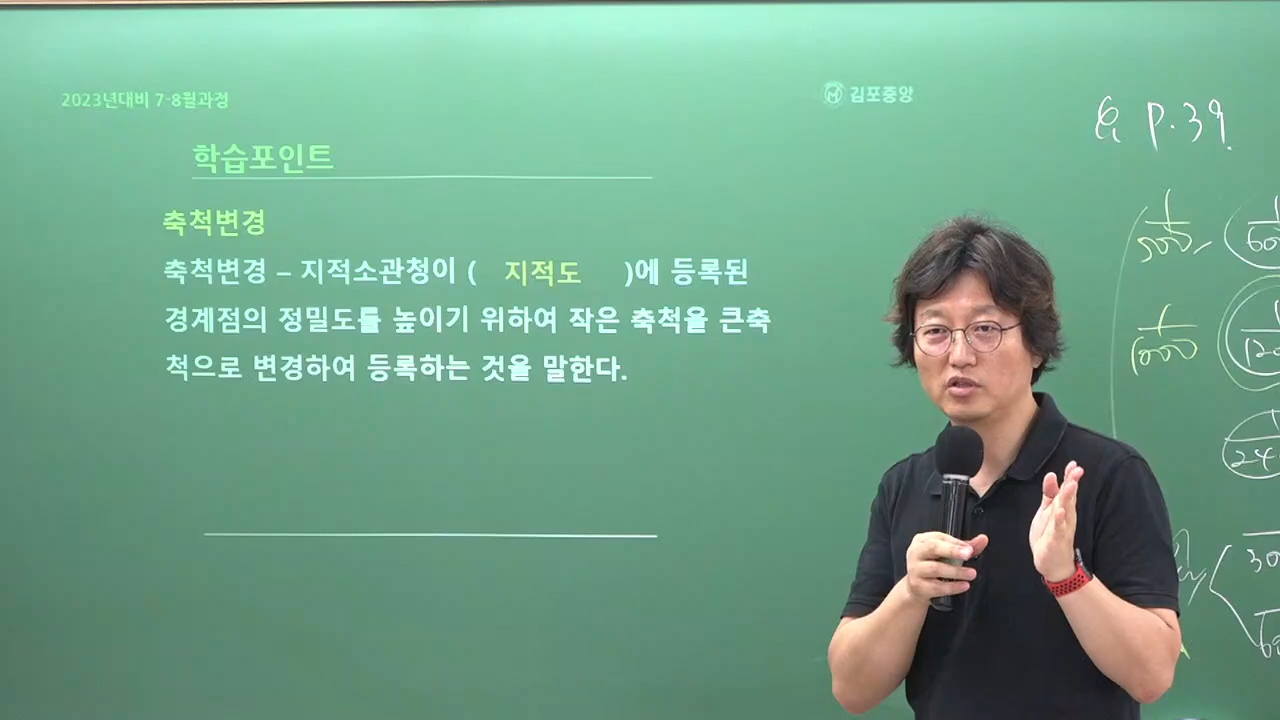 2023년대비 7-8월과정
김포중앙
학습포인트
축척변경
축척변경 – 지적소관청이 ( 지적도 )에 등록된
경계점의 정밀도를 높이기 위하여 작은 축척을 큰축
척으로 변경하여 등록하는 것을 말한다.
P.39
1/500
1/1000